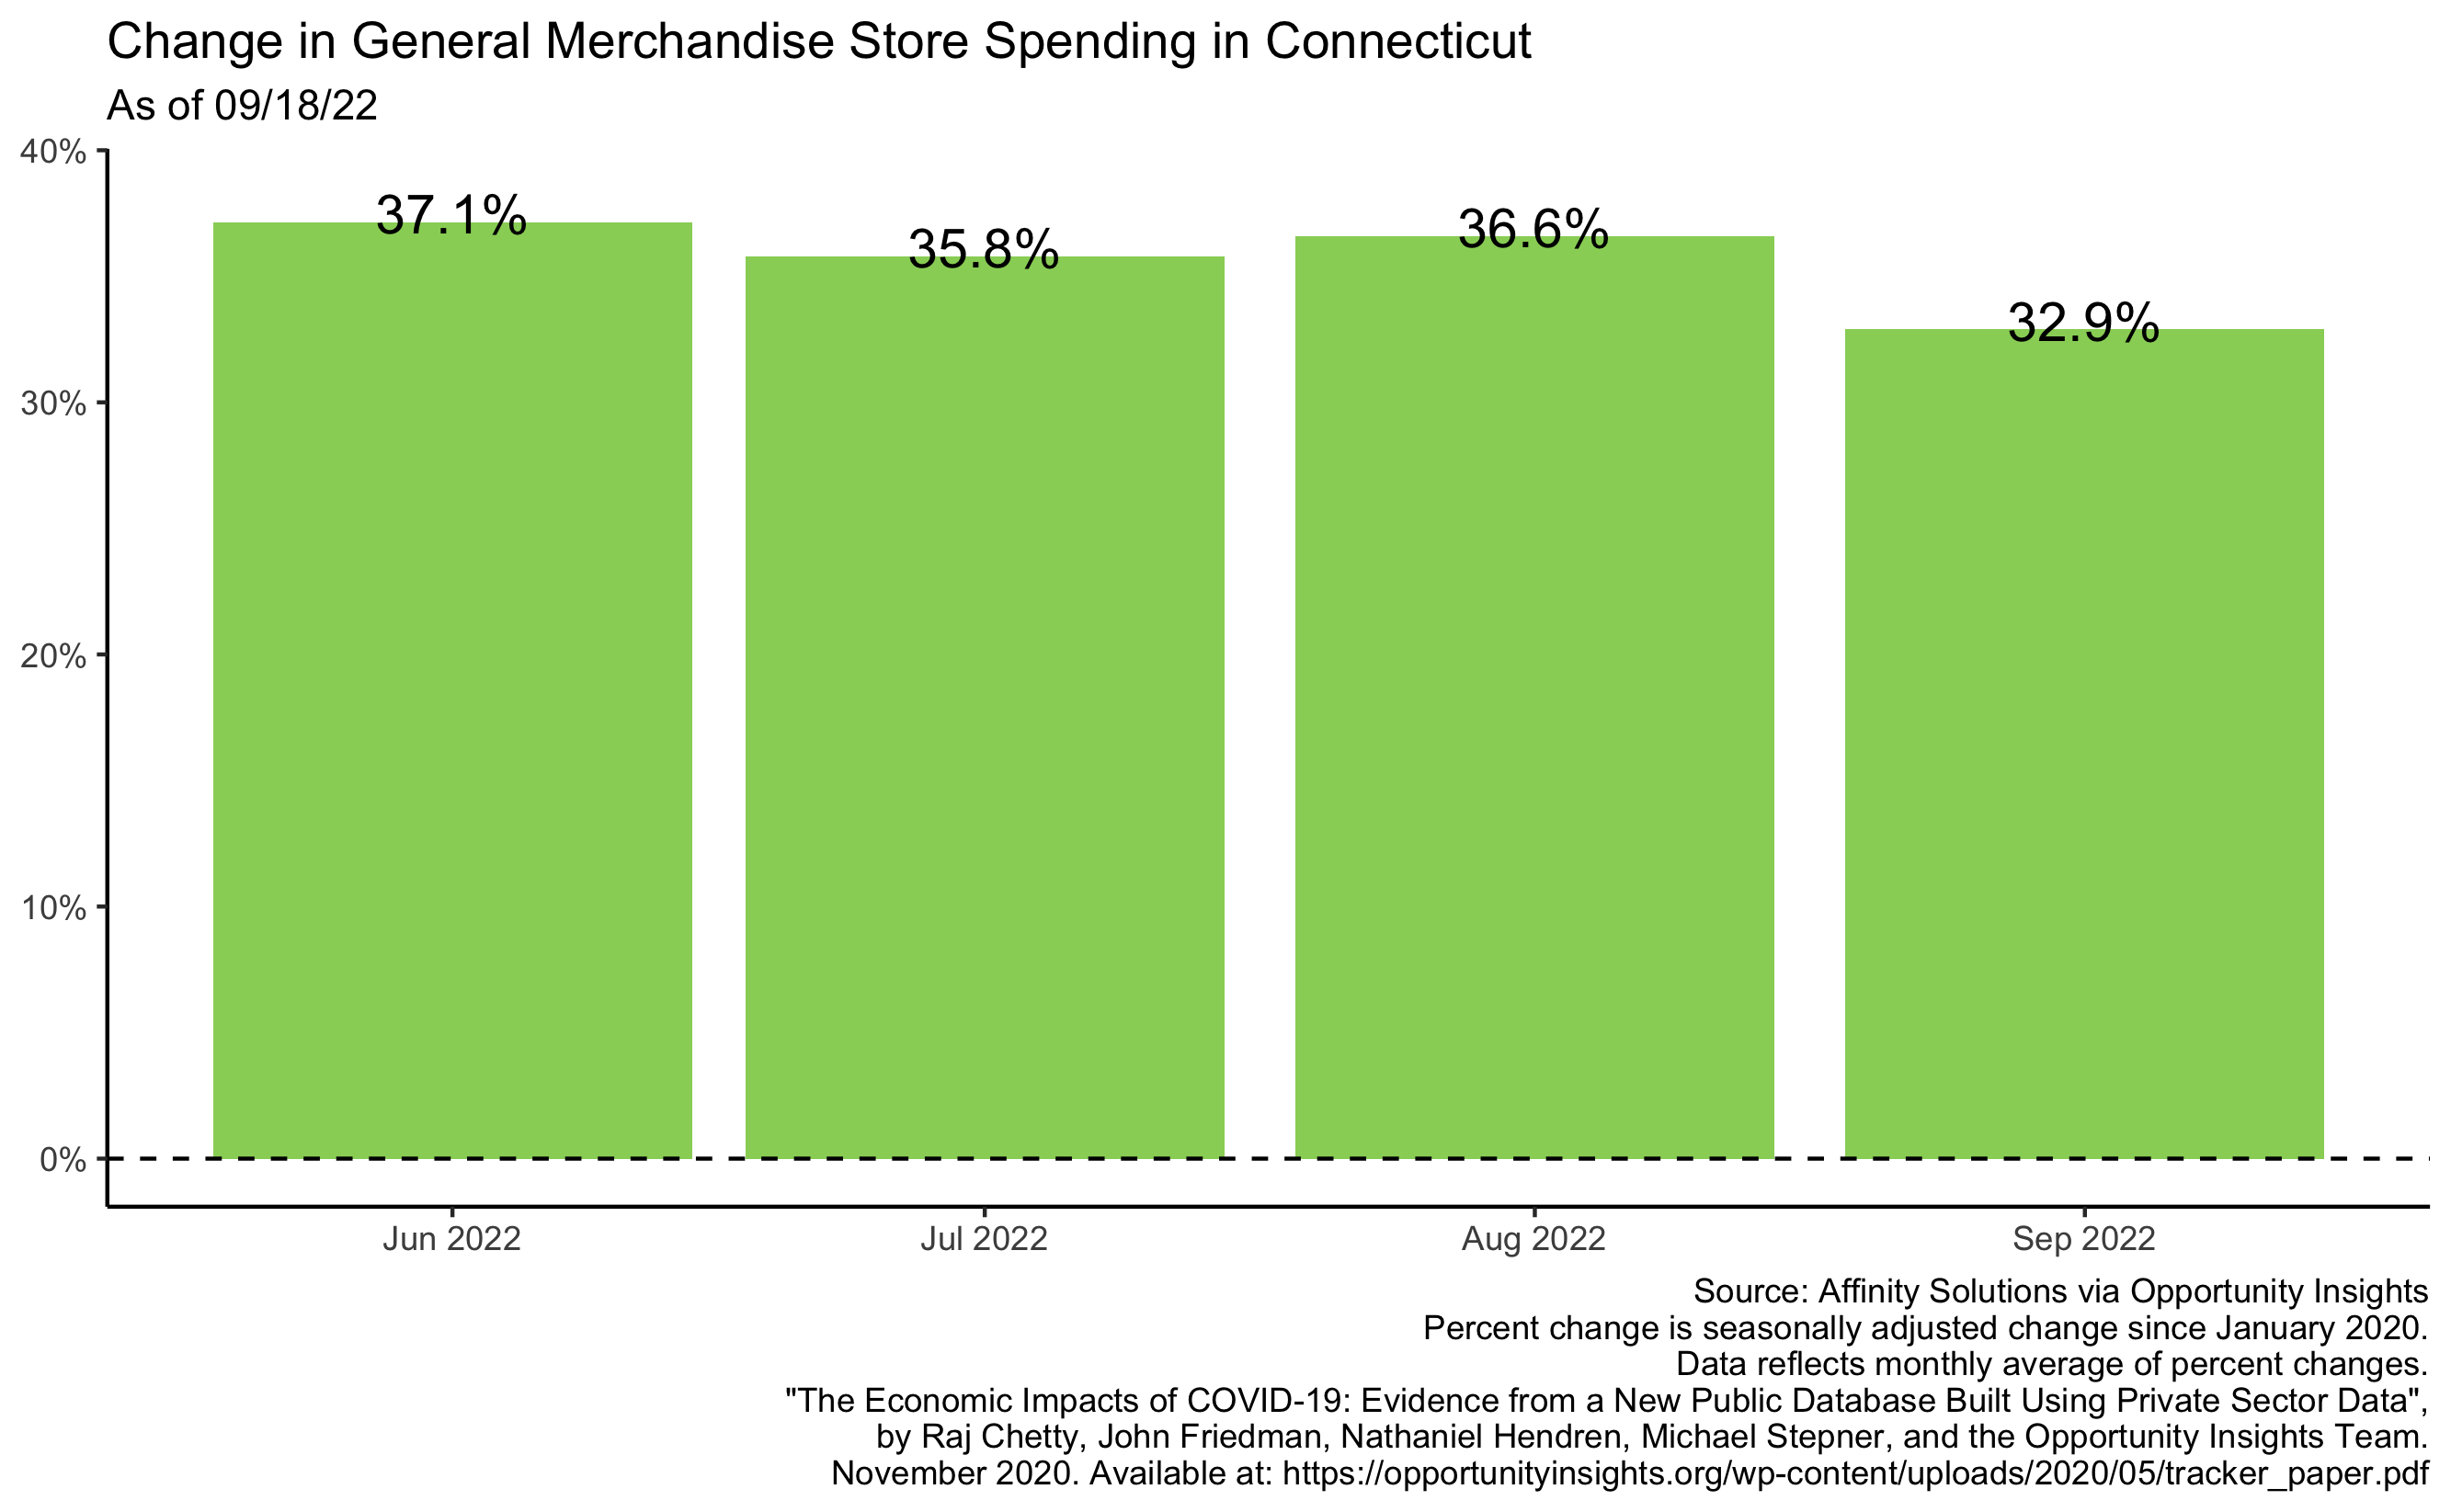 Change in General Merchandise Store Spending in Connecticut
As of 09/18/22
40%
30%
20%
10%
0%
37.1%
35.8%
36.6%
32.9%
Jun 2022
Jul 2022
Aug 2022
Sep 2022
Source: Affinity Solutions via Opportunity Insights
Percent change is seasonally adjusted change since January 2020.
Data reflects monthly average of percent changes.
"The Economic Impacts of COVID-19: Evidence from a New Public Database Built Using Private Sector Data",
by Raj Chetty, John Friedman, Nathaniel Hendren, Michael Stepner, and the Opportunity Insights Team.
November 2020. Available at: https://opportunityinsights.org/wp-content/uploads/2020/05/tracker_paper.pdf